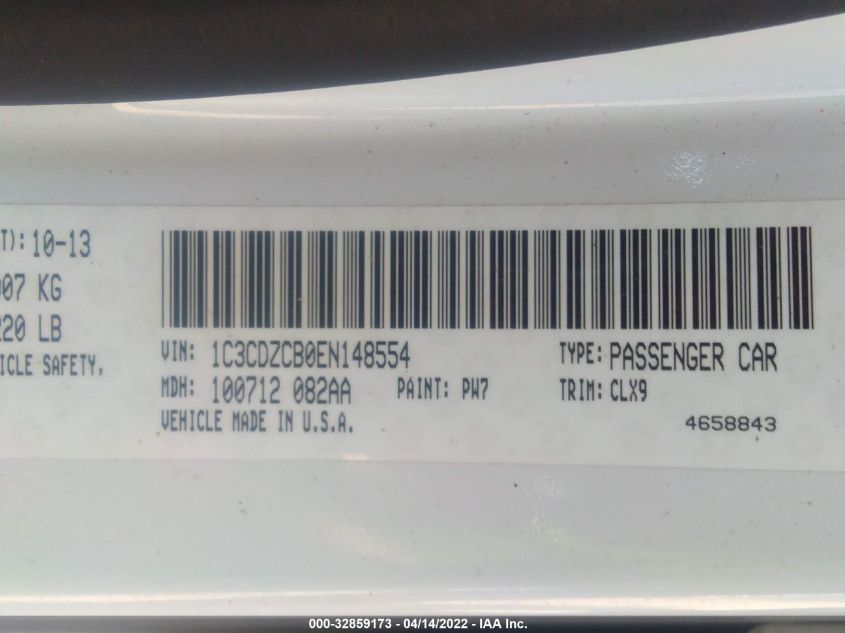 T): 10-13
07 KG
20 LB
ICLE SAFETY,
VIN: 1C3CDZCB0EN148554 TYPE: PASSENGER CAR
MDH: 100712 082AA PAINT: PW7 TRIM: CLX9
VEHICLE MADE IN U.S.A. 4658843
000-32859173 - 04/14/2022 - IAA Inc.